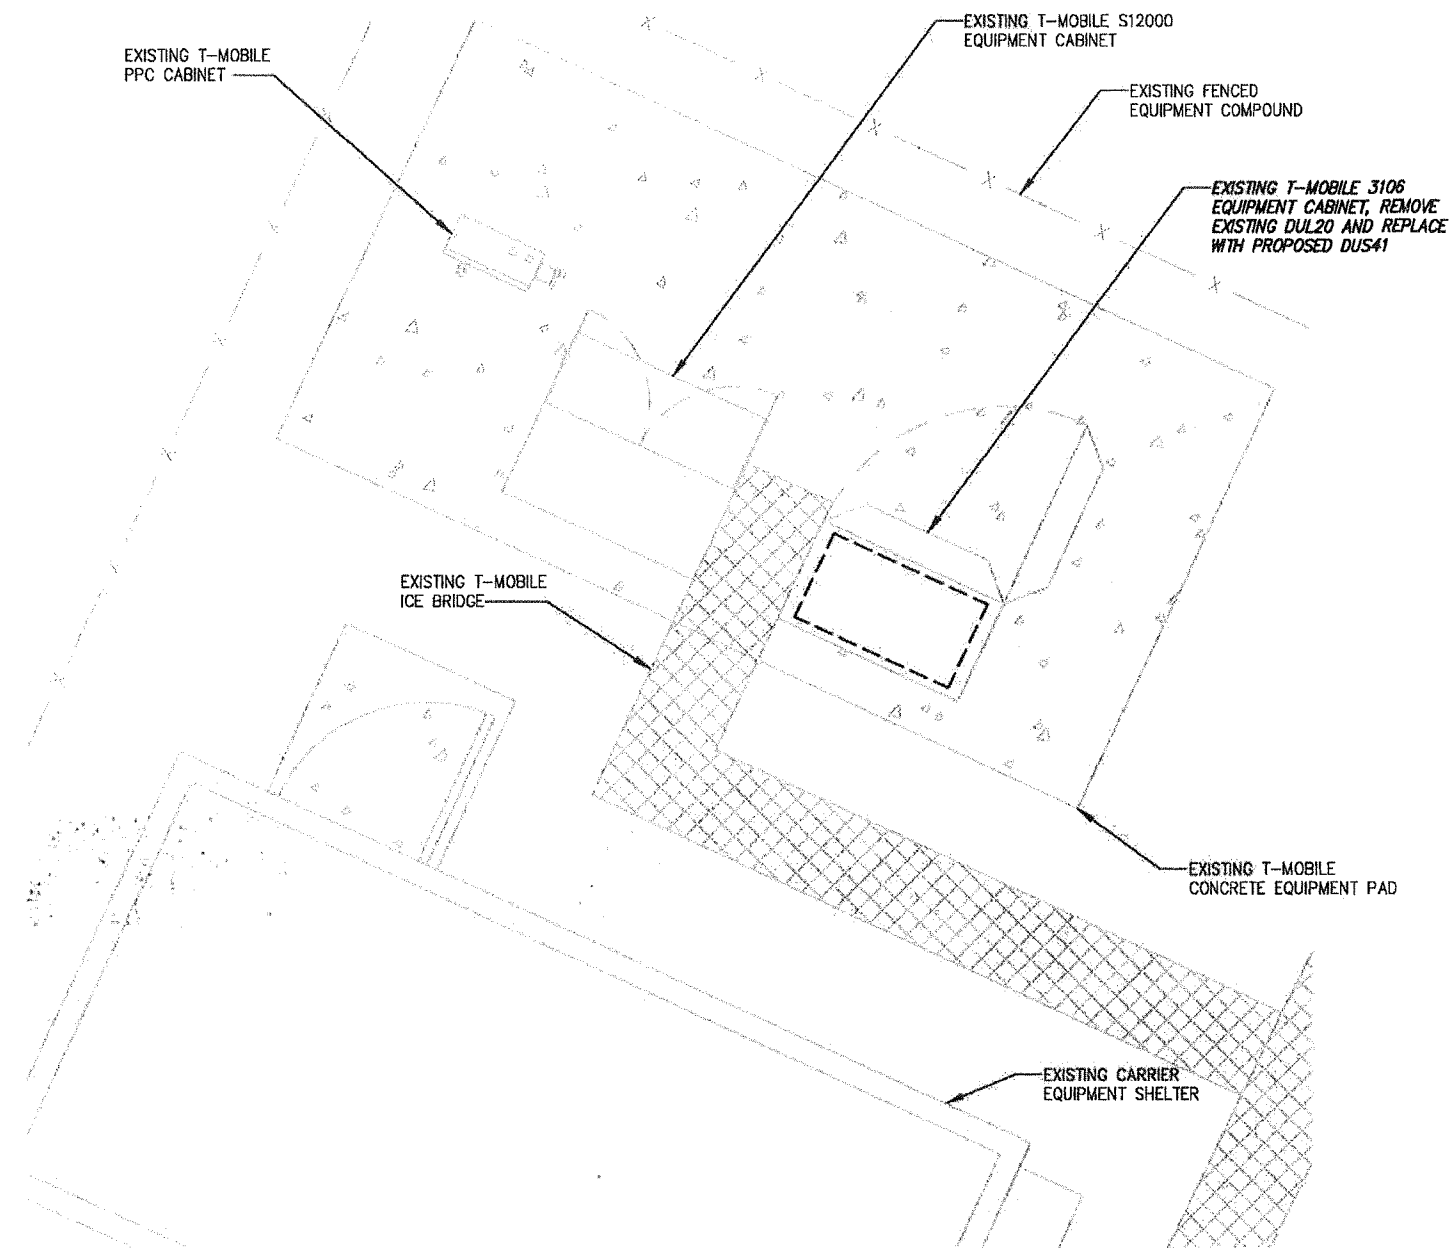 EXISTING T-MOBILE S12000
EQUIPMENT CABINET
EXISTING T-MOBILE
PPC CABINET
EXISTING FENCED
EQUIPMENT COMPOUND
EXISTING T-MOBILE 3106
EQUIPMENT CABINET, REMOVE
EXISTING DUL20 AND REPLACE
WITH PROPOSED DUS41
EXISTING T-MOBILE
ICE BRIDGE
EXISTING T-MOBILE
CONCRETE EQUIPMENT PAD
EXISTING CARRIER
EQUIPMENT SHELTER